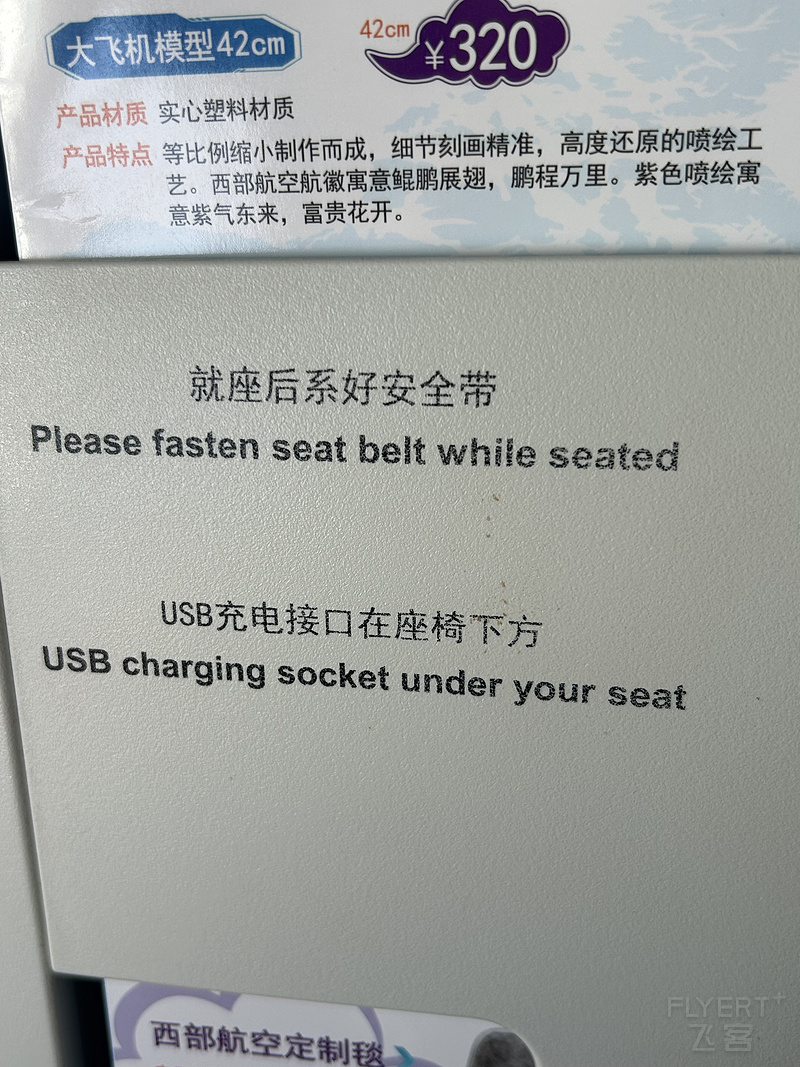 大飞机模型42cm
42cm ¥320
产品材质 实心塑料材质
产品特点 等比例缩小制作而成，细节刻画精准，高度还原的喷绘工
艺。西部航空航徽寓意鲲鹏展翅，鹏程万里。紫色喷绘寓
意紫气东来，富贵花开。
就座后系好安全带
Please fasten seat belt while seated
USB充电接口在座椅下方
USB charging socket under your seat
西部航空定制毯
FLYERT+
飞客